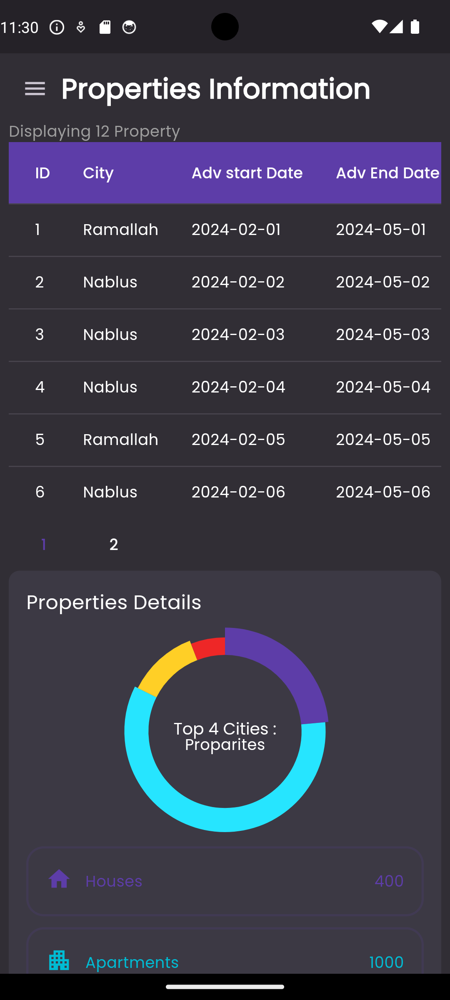 11:30
Properties Information
Displaying 12 Property
ID City Adv start Date Adv End Date
1 Ramallah 2024-02-01 2024-05-01
2 Nablus 2024-02-02 2024-05-02
3 Nablus 2024-02-03 2024-05-03
4 Nablus 2024-02-04 2024-05-04
5 Ramallah 2024-02-05 2024-05-05
6 Nablus 2024-02-06 2024-05-06
1 2
Properties Details
Top 4 Cities :
Proparites
Houses 400
Apartments 1000